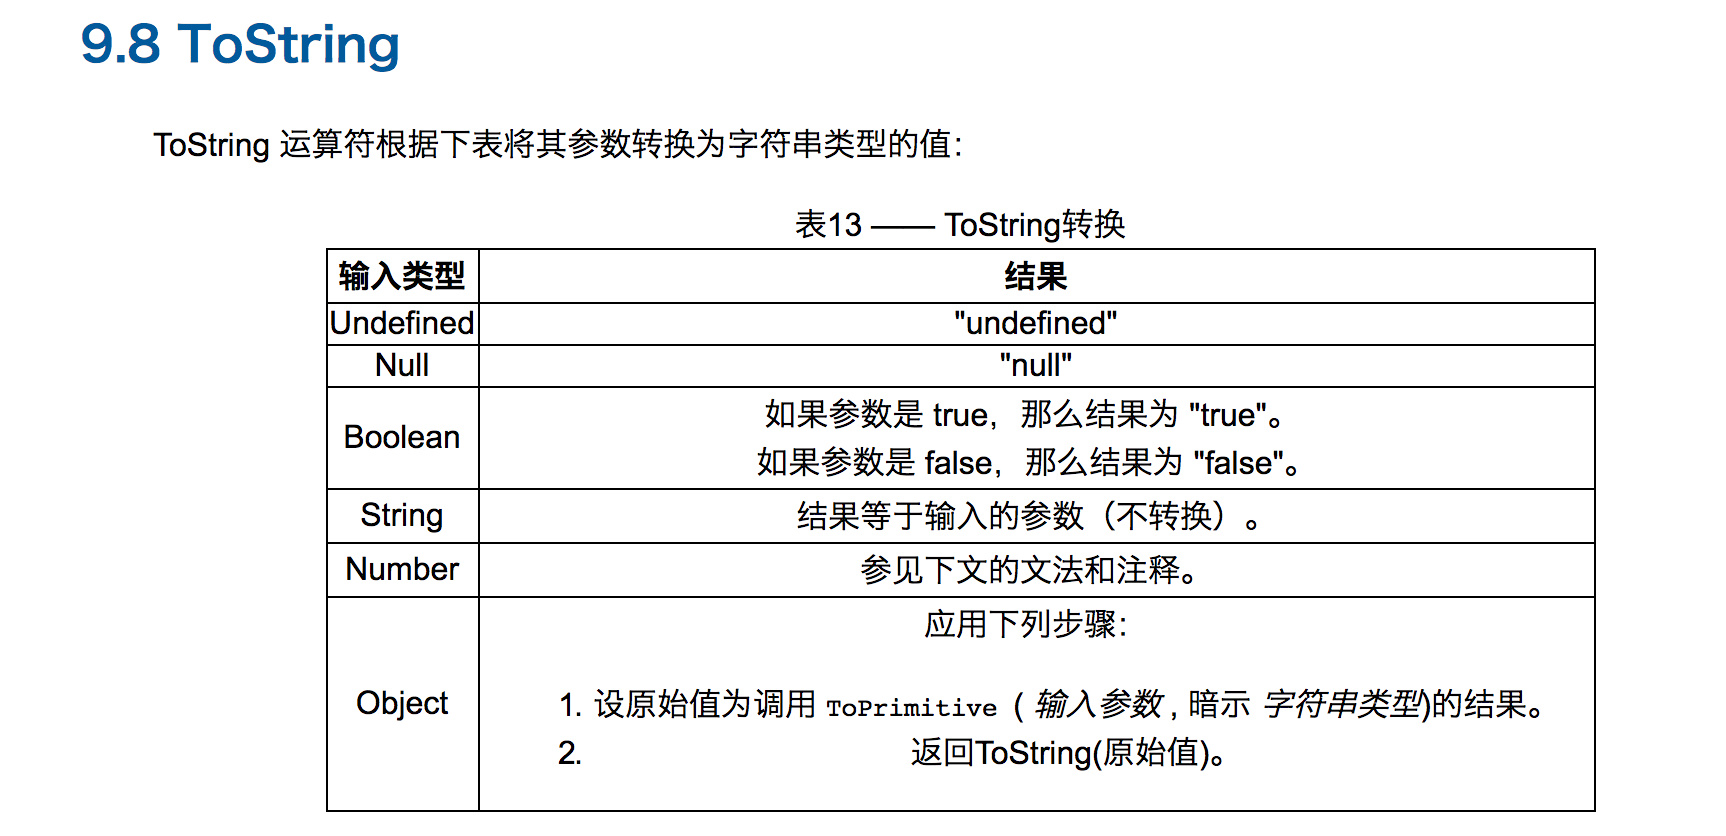 9.8 ToString
ToString 运算符根据下表将其参数转换为字符串类型的值：
表13 —— ToString转换
输入类型 结果
Undefined "undefined"
Null "null"
Boolean 如果参数是 true，那么结果为 "true"。
如果参数是 false，那么结果为 "false"。
String 结果等于输入的参数（不转换）。
Number 参见下文的文法和注释。
Object 应用下列步骤：
1. 设原始值为调用 ToPrimitive ( 输入参数 , 暗示 字符串类型)的结果。
2. 返回ToString(原始值)。